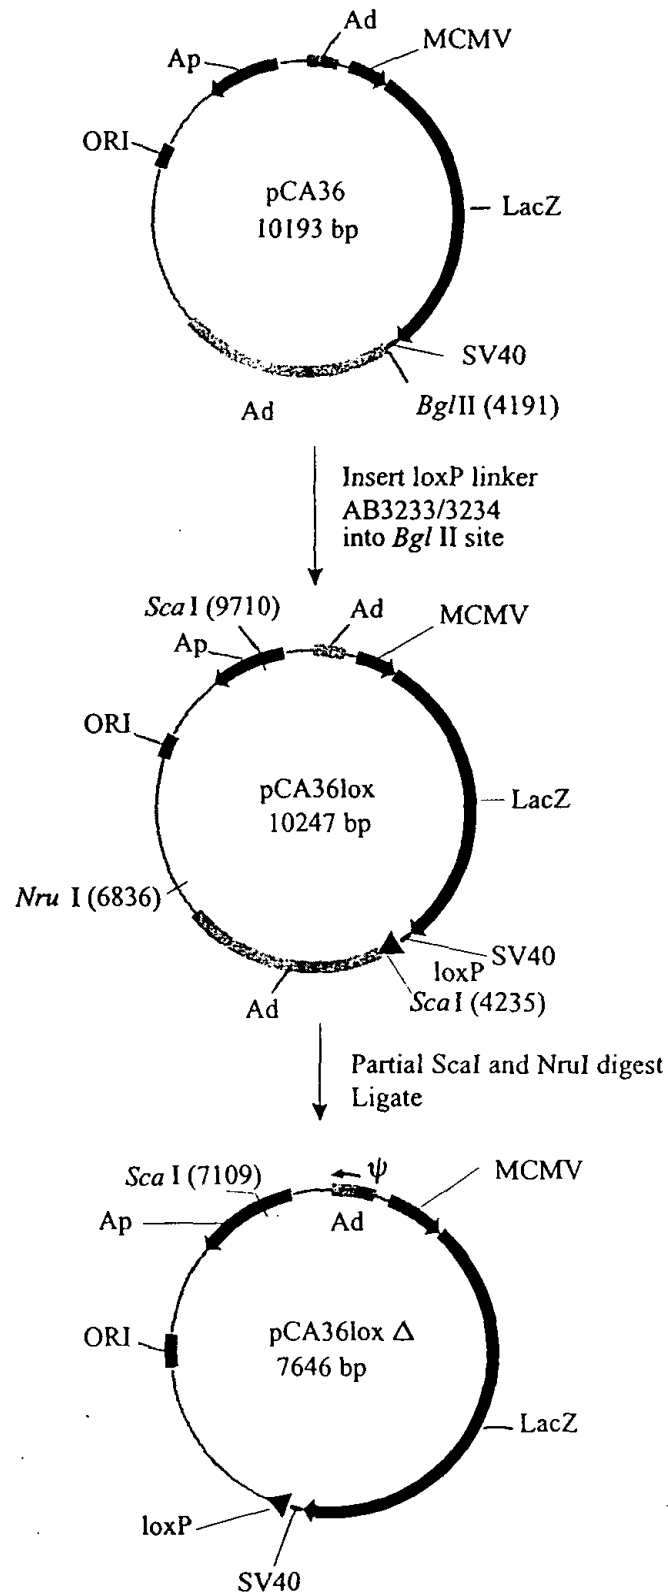 Ad
MCMV
Ap
ORI
pCA36
10193 bp
LacZ
SV40
BglII (4191)
Ad
Insert loxP linker
AB3233/3234
into Bgl II site
Sca I (9710)
Ad
MCMV
Ap
ORI
pCA36lox
10247 bp
LacZ
Nru I (6836)
SV40
loxP
Sca I (4235)
Ad
Partial ScaI and NruI digest
Ligate
ψ
MCMV
Sca I (7109)
Ad
Ap
ORI
pCA36lox Δ
7646 bp
LacZ
loxP
SV40